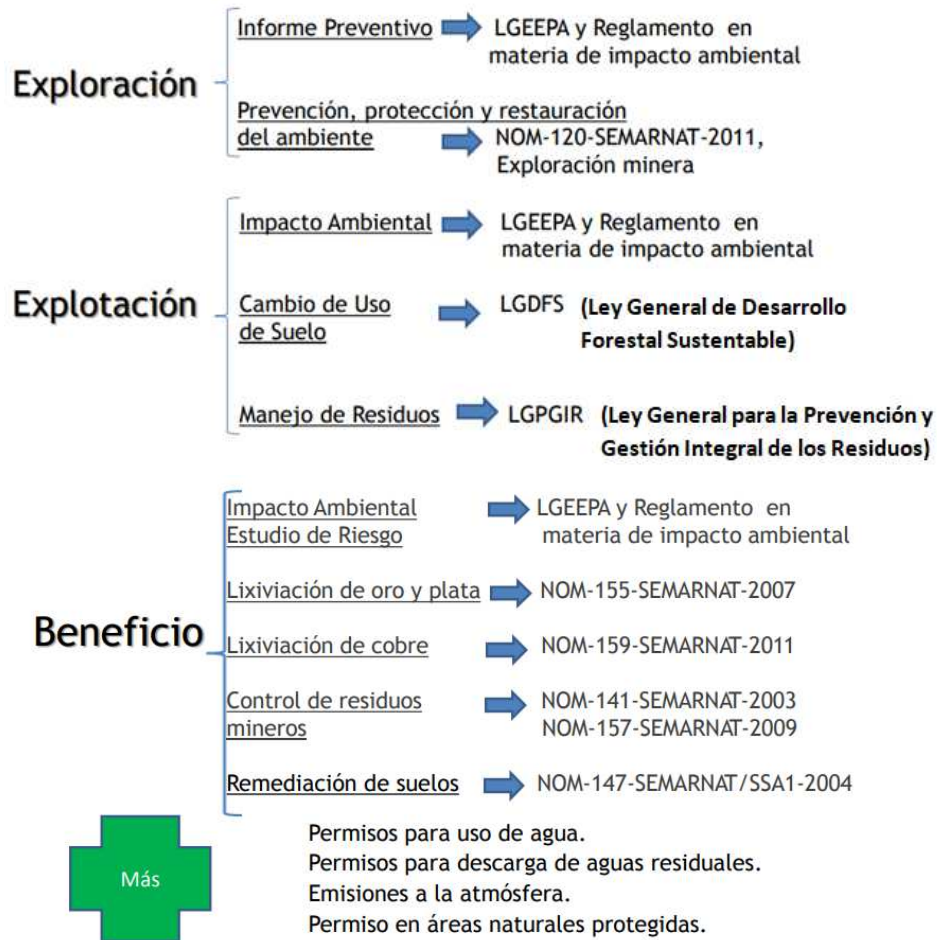 Exploración
Informe Preventivo LGEEPA y Reglamento en
materia de impacto ambiental
Prevención, protección y restauración
del ambiente NOM-120-SEMARNAT-2011,
Exploración minera
Explotación
Impacto Ambiental LGEEPA y Reglamento en
materia de impacto ambiental
Cambio de Uso LGDFS (Ley General de Desarrollo
de Suelo Forestal Sustentable)
Manejo de Residuos LGPGIR (Ley General para la Prevención y
Gestión Integral de los Residuos)
Beneficio
Impacto Ambiental LGEEPA y Reglamento en
Estudio de Riesgo materia de impacto ambiental
Lixiviación de oro y plata NOM-155-SEMARNAT-2007
Lixiviación de cobre NOM-159-SEMARNAT-2011
Control de residuos NOM-141-SEMARNAT-2003
mineros NOM-157-SEMARNAT-2009
Remediación de suelos NOM-147-SEMARNAT/SSA1-2004
Más
Permisos para uso de agua.
Permisos para descarga de aguas residuales.
Emisiones a la atmósfera.
Permiso en áreas naturales protegidas.